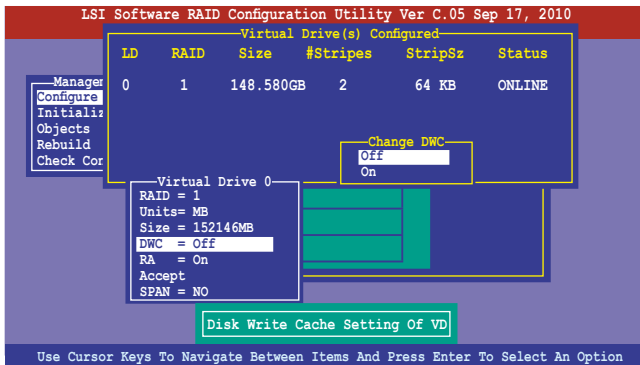 LSI Software RAID Configuration Utility Ver C.05 Sep 17, 2010
Virtual Drive(s) Configured
LD RAID Size #Stripes StripSz Status
0 1 148.580GB 2 64 KB ONLINE
Managem
Configure
Initializ
Objects
Rebuild
Check Con
Change DWC
Off
On
Virtual Drive 0
RAID = 1
Units= MB
Size = 152146MB
DWC = Off
RA = On
Accept
SPAN = NO
Disk Write Cache Setting Of VD
Use Cursor Keys To Navigate Between Items And Press Enter To Select An Option